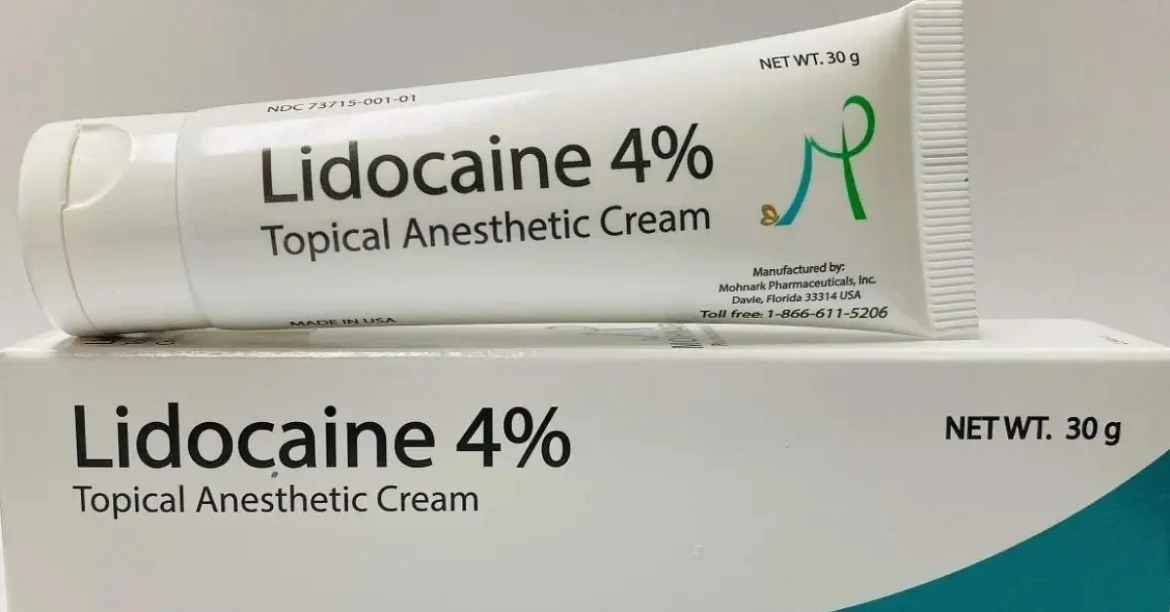 NET WT. 30 g
NDC 73715-001-01
Lidocaine 4%
Topical Anesthetic Cream
Manufactured by:
Mohnark Pharmaceuticals, Inc.
Davie, Florida 33314 USA
Toll free: 1-866-611-5206
MADE IN USA
Lidocaine 4%
Topical Anesthetic Cream
NET WT. 30 g